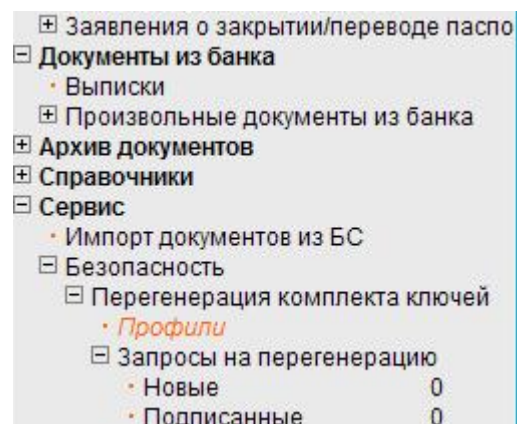 Заявления о закрытии/переводе паспо
Документы из банка
Выписки
Произвольные документы из банка
Архив документов
Справочники
Сервис
Импорт документов из БС
Безопасность
Перегенерация комплекта ключей
Профили
Запросы на перегенерацию
Новые 0
Подписанные 0